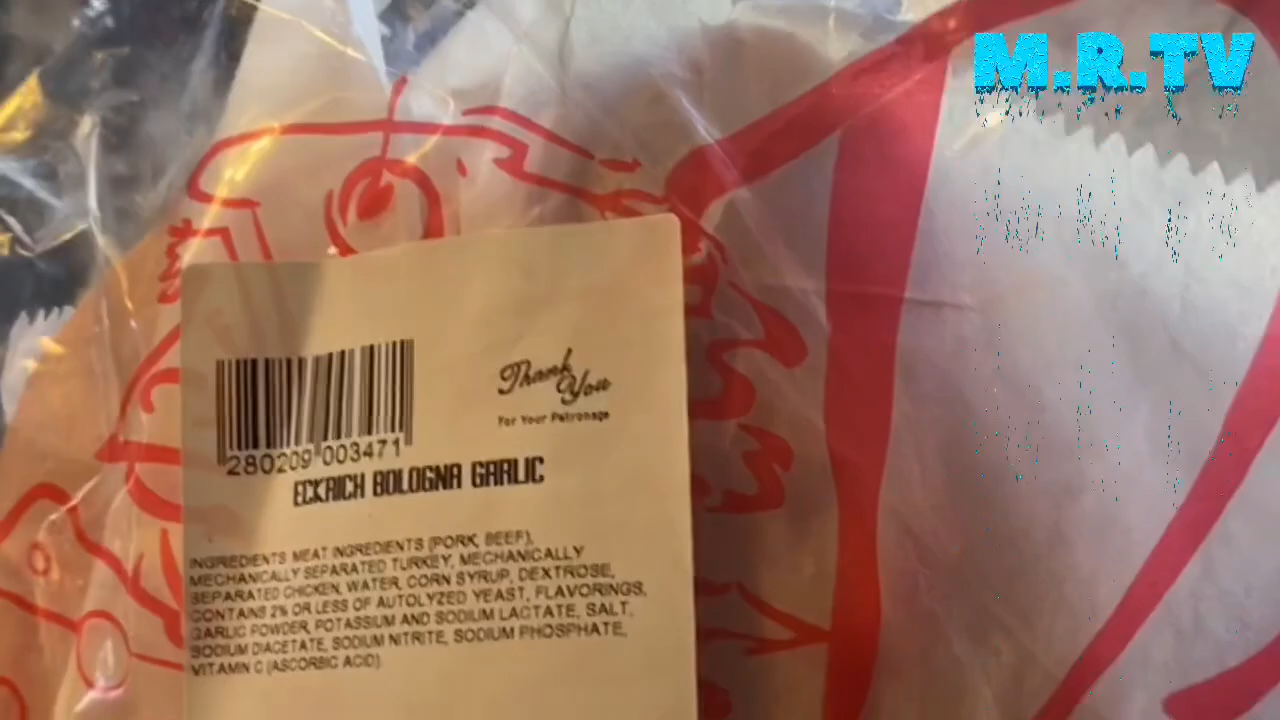 M.R.TV
Thank
You
For Your Patronage
280209 003471
ECKRICH BOLOGNA GARLIC
INGREDIENTS MEAT INGREDIENTS (PORK, BEEF),
MECHANICALLY SEPARATED TURKEY, MECHANICALLY
SEPARATED CHICKEN, WATER, CORN SYRUP, DEXTROSE,
CONTAINS 2% OR LESS OF AUTOLYZED YEAST, FLAVORINGS,
GARLIC POWDER, POTASSIUM AND SODIUM LACTATE, SALT,
SODIUM DIACETATE, SODIUM NITRITE, SODIUM PHOSPHATE,
VITAMIN C (ASCORBIC ACID)